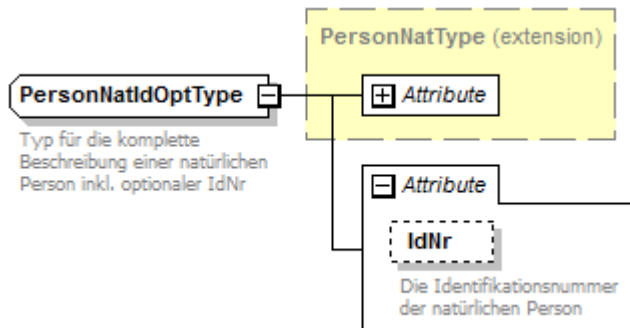 PersonNatType (extension)
PersonNatIdOptType
Attribute
Typ für die komplette
Beschreibung einer natürlichen
Person inkl. optionaler IdNr
Attribute
IdNr
Die Identifikationsnummer
der natürlichen Person